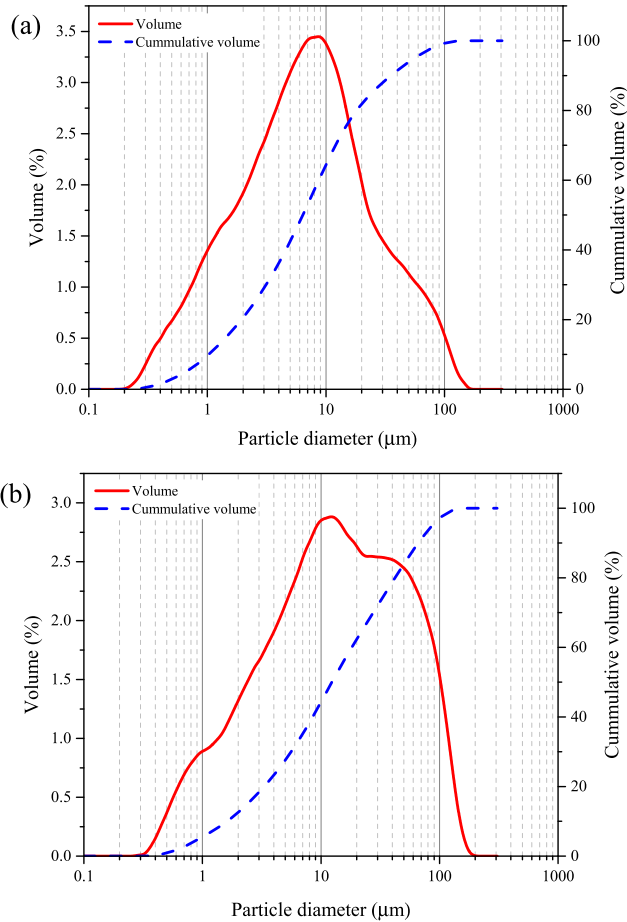 (a)
Volume
Cummulative volume
3.5
3.0
2.5
2.0
1.5
1.0
0.5
0.0
Volume (%)
100
80
60
40
20
0
Cummulative volume (%)
0.1 1 10 100 1000
Particle diameter (μm)
(b)
Volume
Cummulative volume
3.0
2.5
2.0
1.5
1.0
0.5
0.0
Volume (%)
100
80
60
40
20
0
Cummulative volume (%)
0.1 1 10 100 1000
Particle diameter (μm)